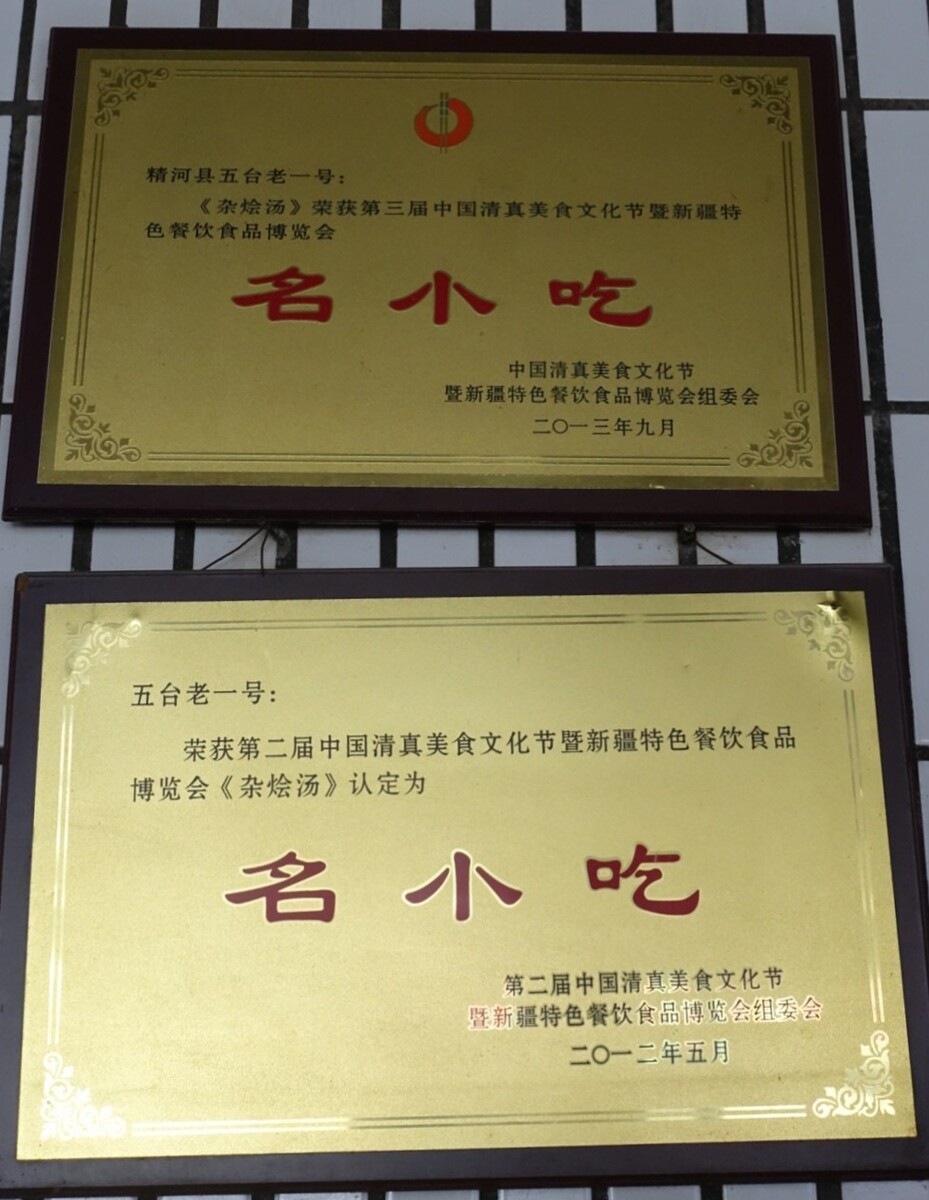 精河县五台老一号：
《杂烩汤》荣获第三届中国清真美食文化节暨新疆特
色餐饮食品博览会
名小吃
中国清真美食文化节
暨新疆特色餐饮食品博览会组委会
二〇一三年九月
五台老一号：
荣获第二届中国清真美食文化节暨新疆特色餐饮食品
博览会《杂烩汤》认定为
名小吃
第二届中国清真美食文化节
暨新疆特色餐饮食品博览会组委会
二〇一二年五月